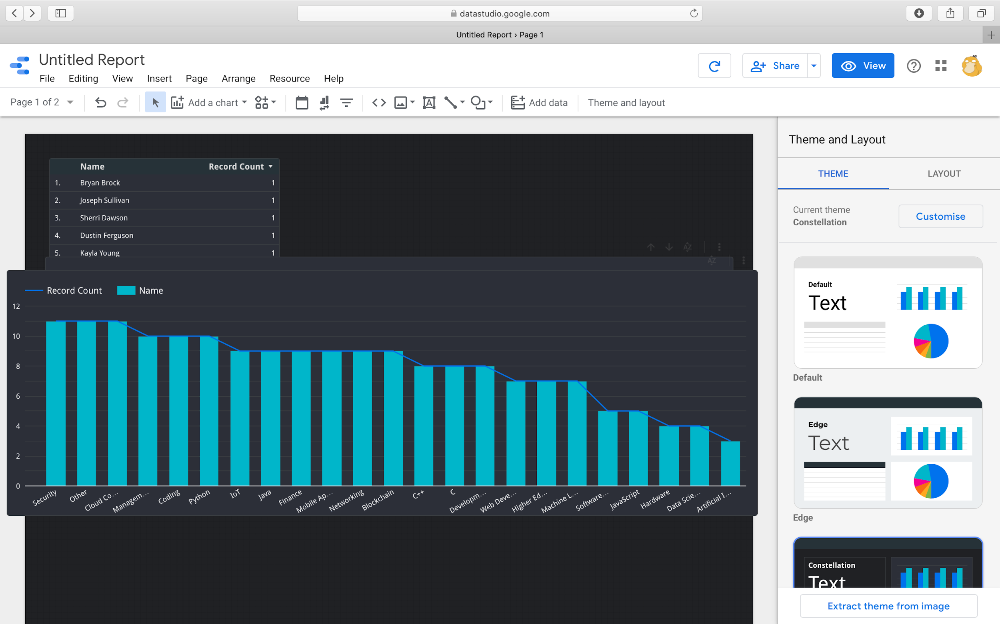 datastudio.google.com
Untitled Report › Page 1
Untitled Report
File Editing View Insert Page Arrange Resource Help
Share View
Page 1 of 2 Add a chart Add data Theme and layout
Theme and Layout
THEME LAYOUT
Current theme
Constellation
Customise
Name Record Count
1. Bryan Brock 1
2. Joseph Sullivan 1
3. Sherri Dawson 1
4. Dustin Ferguson 1
5. Kayla Young 1
AZ
AZ
Record Count Name
12
10
8
6
4
2
0
Security Other Cloud Co... Managem... Coding Python IoT Java Finance Mobile Ap... Networking Blockchain C++ C Developm... Web Deve... Higher Ed... Machine L... Software... JavaScript Hardware Data Scie... Artificial I...
Default
Text
Default
Edge
Text
Edge
Constellation
Text
Extract theme from image